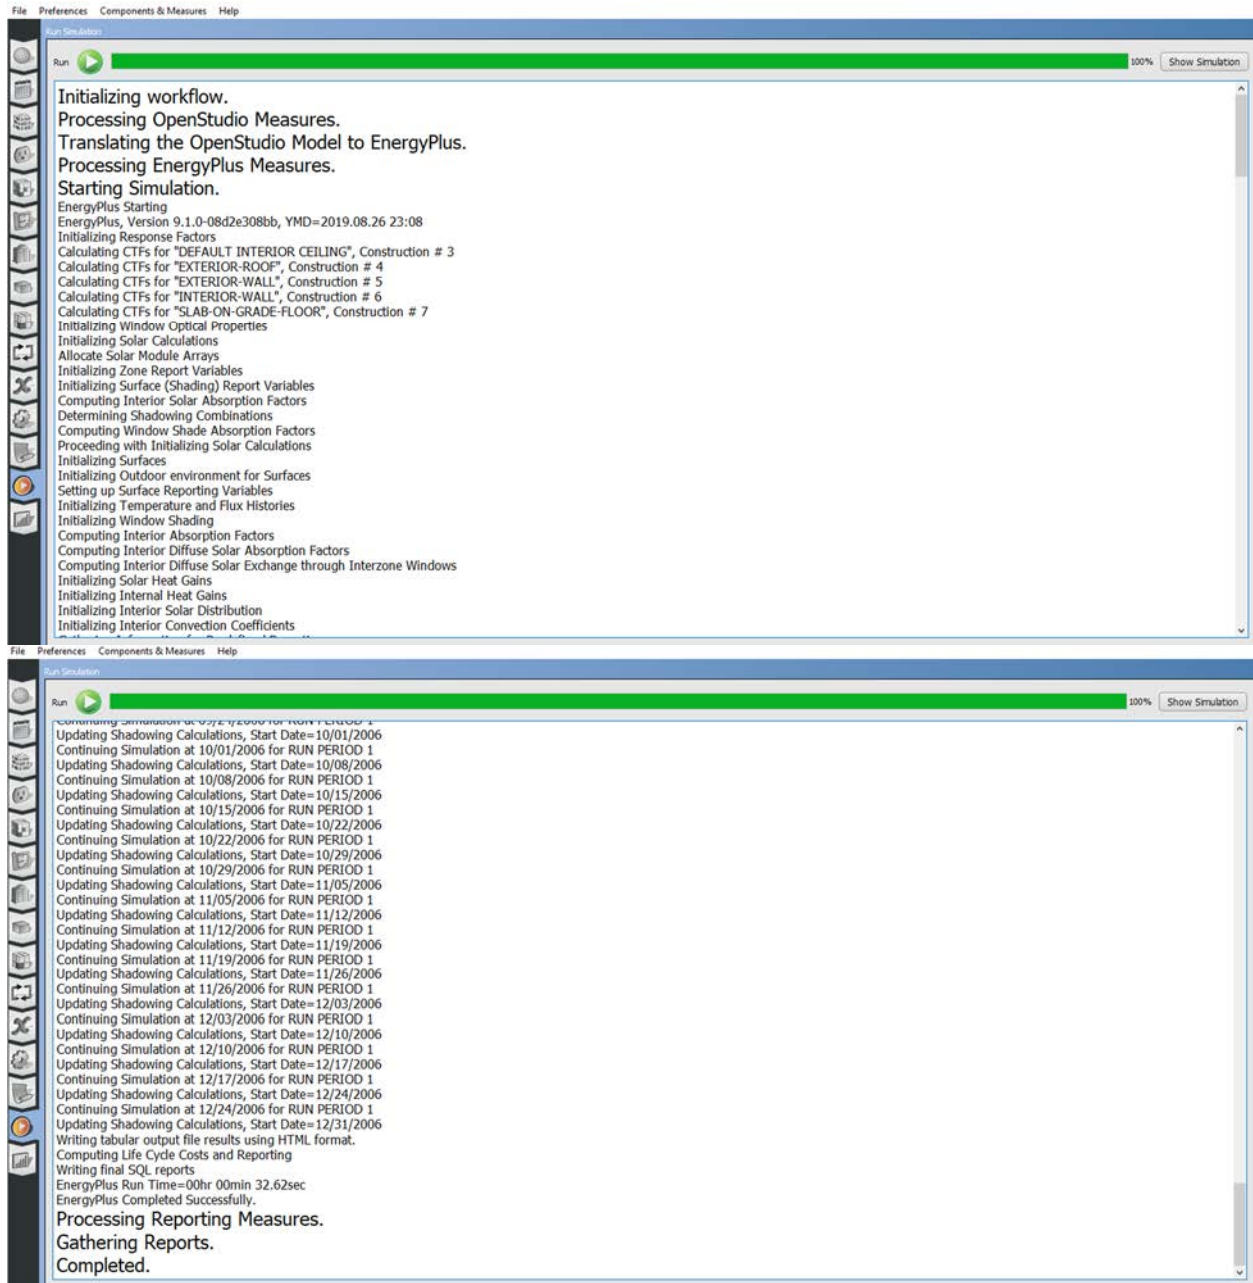 File Preferences Components & Measures Help
Run Simulation
Run 100% Show Simulation
Initializing workflow.
Processing OpenStudio Measures.
Translating the OpenStudio Model to EnergyPlus.
Processing EnergyPlus Measures.
Starting Simulation.
EnergyPlus Starting
EnergyPlus, Version 9.1.0-08d2e308bb, YMD=2019.08.26 23:08
Initializing Response Factors
Calculating CTFs for "DEFAULT INTERIOR CEILING", Construction # 3
Calculating CTFs for "EXTERIOR-ROOF", Construction # 4
Calculating CTFs for "EXTERIOR-WALL", Construction # 5
Calculating CTFs for "INTERIOR-WALL", Construction # 6
Calculating CTFs for "SLAB-ON-GRADE-FLOOR", Construction # 7
Initializing Window Optical Properties
Initializing Solar Calculations
Allocate Solar Module Arrays
Initializing Zone Report Variables
Initializing Surface (Shading) Report Variables
Computing Interior Solar Absorption Factors
Determining Shadowing Combinations
Computing Window Shade Absorption Factors
Proceeding with Initializing Solar Calculations
Initializing Surfaces
Initializing Outdoor environment for Surfaces
Setting up Surface Reporting Variables
Initializing Temperature and Flux Histories
Initializing Window Shading
Computing Interior Absorption Factors
Computing Interior Diffuse Solar Absorption Factors
Computing Interior Diffuse Solar Exchange through Interzone Windows
Initializing Solar Heat Gains
Initializing Internal Heat Gains
Initializing Interior Solar Distribution
Initializing Interior Convection Coefficients
File Preferences Components & Measures Help
Run Simulation
Run 100% Show Simulation
Continuing Simulation at 09/24/2006 for RUN PERIOD 1
Updating Shadowing Calculations, Start Date=10/01/2006
Continuing Simulation at 10/01/2006 for RUN PERIOD 1
Updating Shadowing Calculations, Start Date=10/08/2006
Continuing Simulation at 10/08/2006 for RUN PERIOD 1
Updating Shadowing Calculations, Start Date=10/15/2006
Continuing Simulation at 10/15/2006 for RUN PERIOD 1
Updating Shadowing Calculations, Start Date=10/22/2006
Continuing Simulation at 10/22/2006 for RUN PERIOD 1
Updating Shadowing Calculations, Start Date=10/29/2006
Continuing Simulation at 10/29/2006 for RUN PERIOD 1
Updating Shadowing Calculations, Start Date=11/05/2006
Continuing Simulation at 11/05/2006 for RUN PERIOD 1
Updating Shadowing Calculations, Start Date=11/12/2006
Continuing Simulation at 11/12/2006 for RUN PERIOD 1
Updating Shadowing Calculations, Start Date=11/19/2006
Continuing Simulation at 11/19/2006 for RUN PERIOD 1
Updating Shadowing Calculations, Start Date=11/26/2006
Continuing Simulation at 11/26/2006 for RUN PERIOD 1
Updating Shadowing Calculations, Start Date=12/03/2006
Continuing Simulation at 12/03/2006 for RUN PERIOD 1
Updating Shadowing Calculations, Start Date=12/10/2006
Continuing Simulation at 12/10/2006 for RUN PERIOD 1
Updating Shadowing Calculations, Start Date=12/17/2006
Continuing Simulation at 12/17/2006 for RUN PERIOD 1
Updating Shadowing Calculations, Start Date=12/24/2006
Continuing Simulation at 12/24/2006 for RUN PERIOD 1
Updating Shadowing Calculations, Start Date=12/31/2006
Writing tabular output file results using HTML format.
Computing Life Cycle Costs and Reporting
Writing final SQL reports
EnergyPlus Run Time=00hr 00min 32.62sec
EnergyPlus Completed Successfully.
Processing Reporting Measures.
Gathering Reports.
Completed.